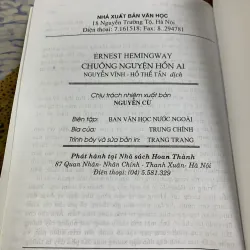 NHÀ XUẤT BẢN VĂN HỌC
18 Nguyễn Trường Tộ, Hà Nội
Điện thoại: 7.161518; Fax: 8. 294781
ERNEST HEMINGWAY
CHUÔNG NGUYỆN HỒN AI
NGUYỄN VĨNH - HỒ THỂ TẦN dịch
Chịu trách nhiệm xuất bản
NGUYỄN CỪ
Biên tập: BAN VĂN HỌC NƯỚC NGOÀI
Bìa của: TRUNG CHÍNH
Trình bày và sửa bản in: TRANG TRANG
Phát hành tại Nhà sách Hoan Thành
87 Quan Nhân- Nhân Chính - Thanh Xuân- Hà Nội
Điện thoại: (04) 5.581.329